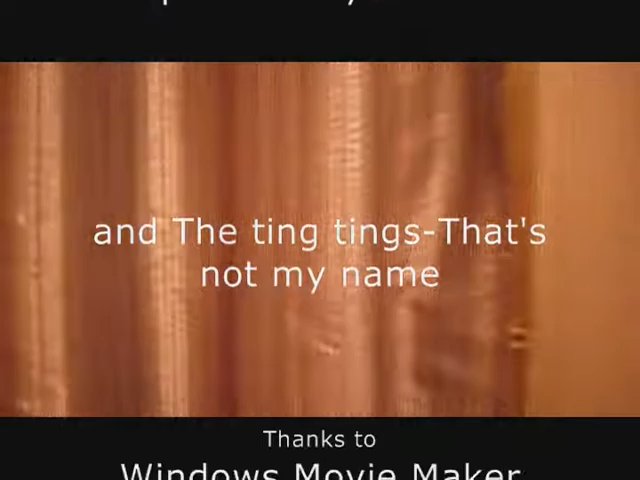 and The ting tings-That's
not my name
Thanks to
Windows Movie Maker